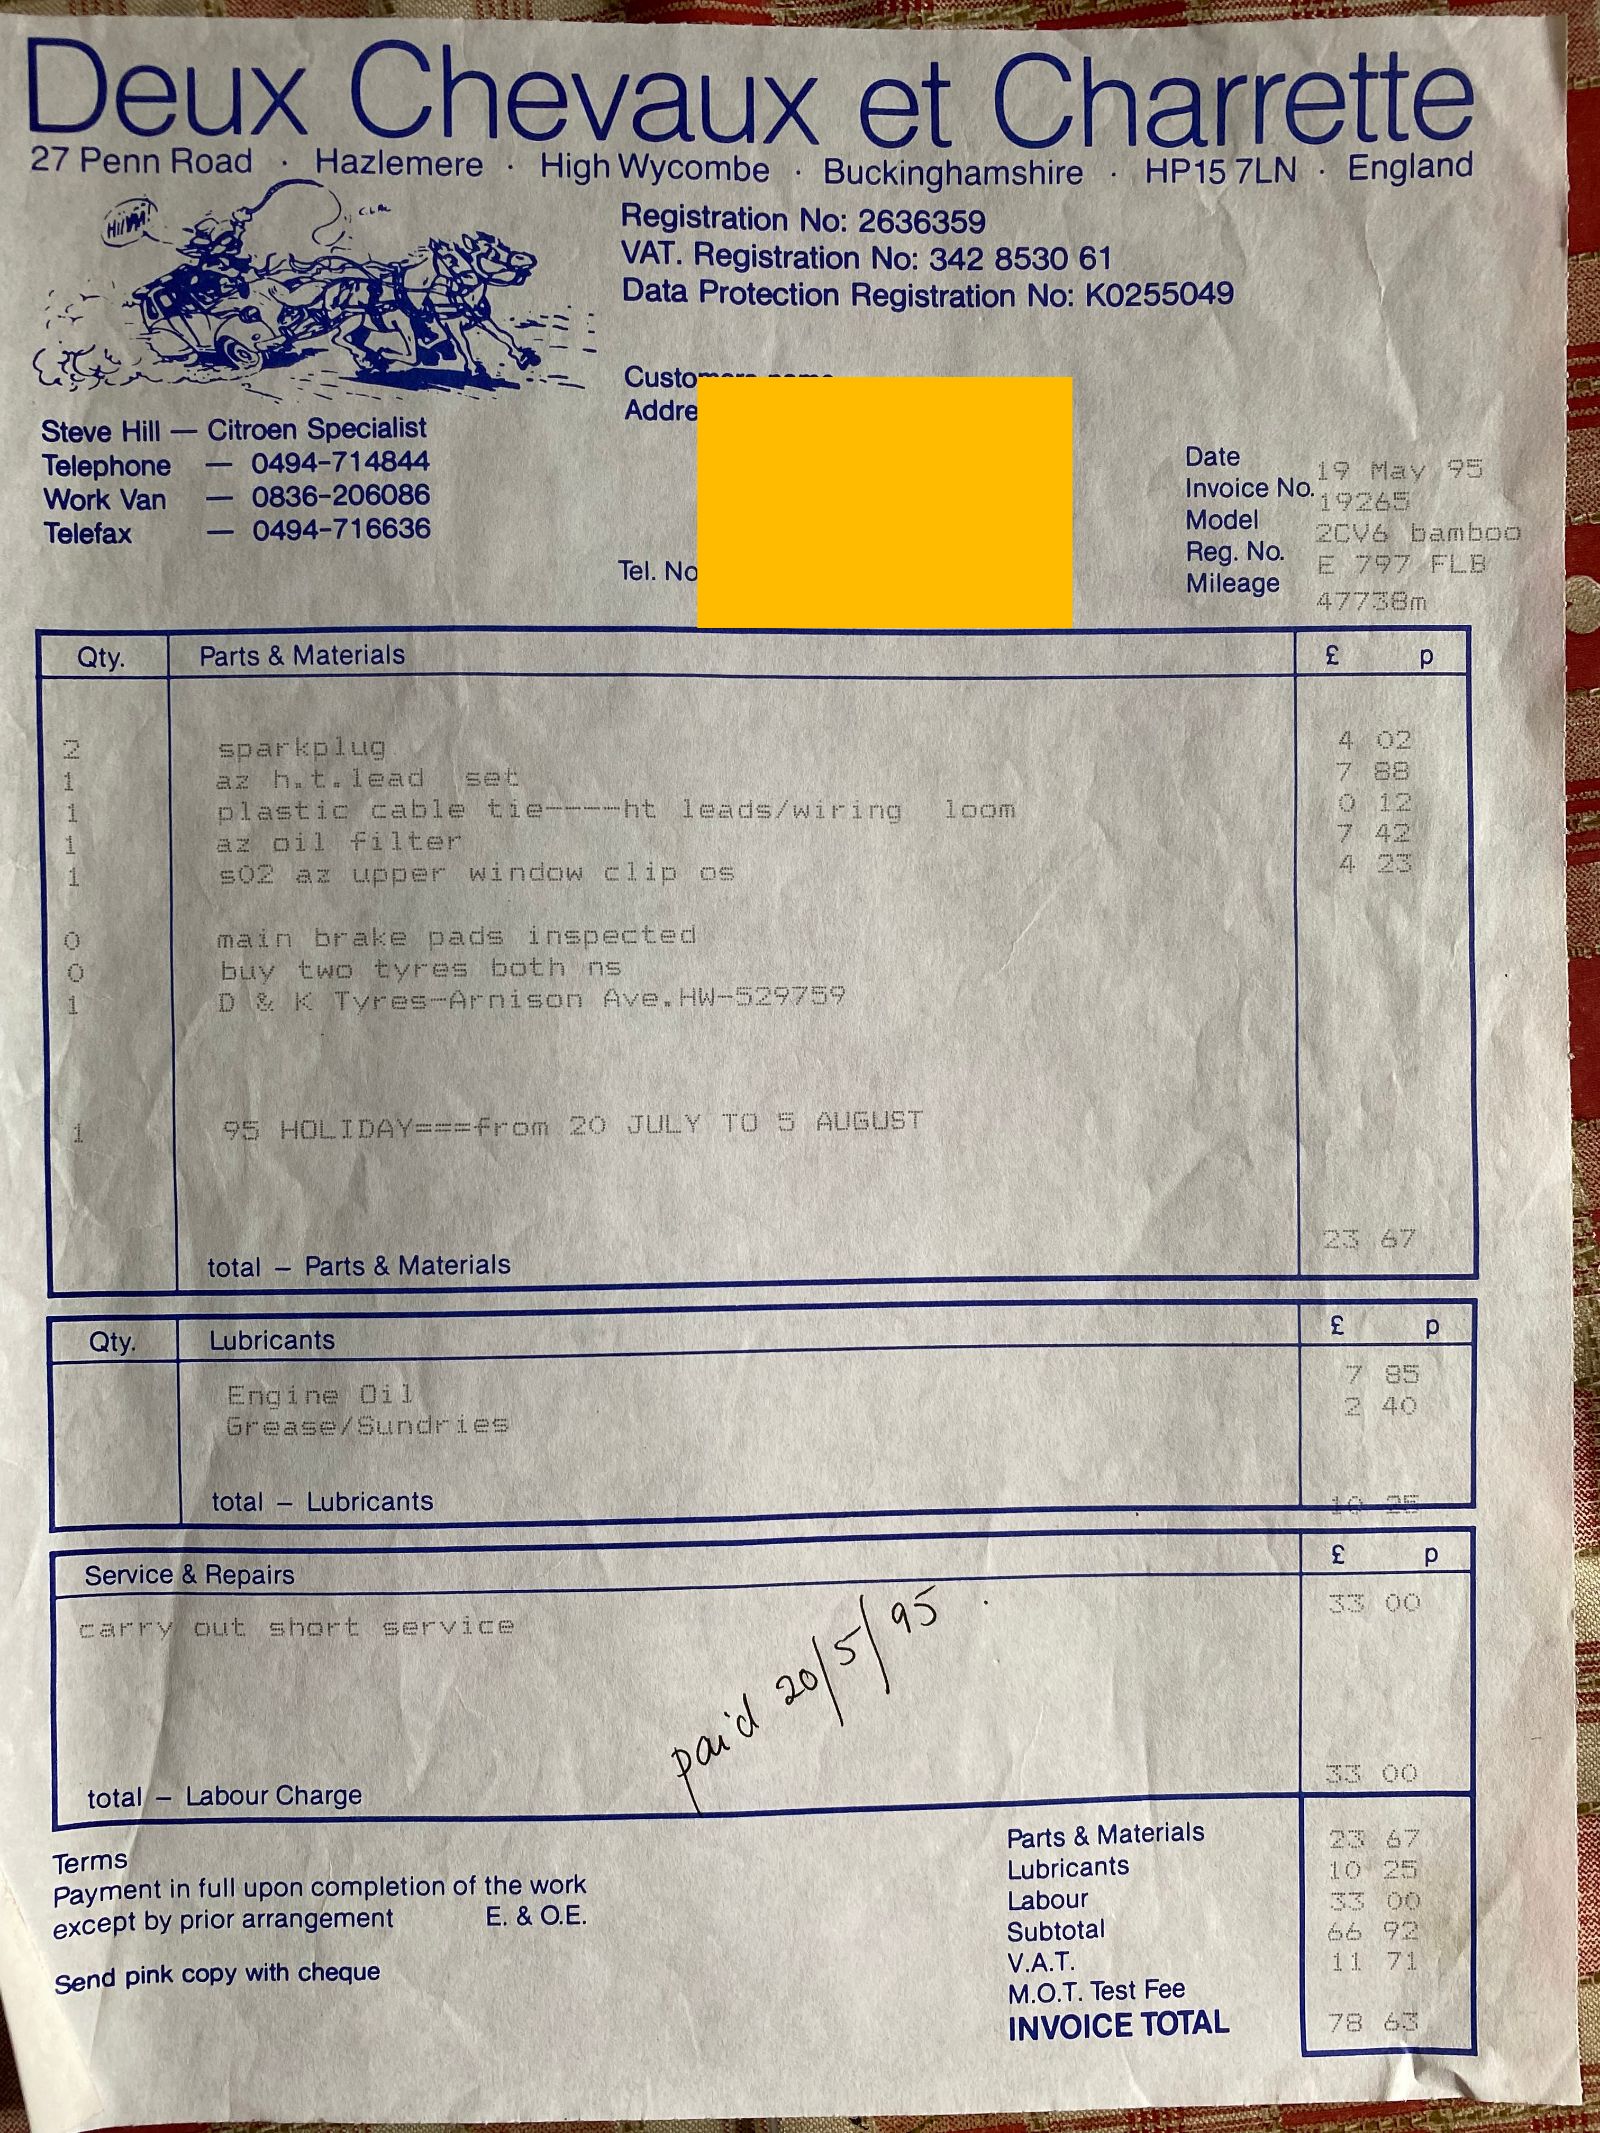 Deux Chevaux et Charrette
27 Penn Road · Hazlemere · High Wycombe · Buckinghamshire · HP15 7LN · England
Registration No: 2636359
VAT. Registration No: 342 8530 61
Data Protection Registration No: K0255049
Steve Hill — Citroen Specialist
Telephone — 0494-714844
Work Van — 0836-206086
Telefax — 0494-716636
Tel. No
Date 19 May 95
Invoice No. 19265
Model 2CV6 bamboo
Reg. No. E 797 FLB
Mileage 47738m
Qty. Parts & Materials £ p
2 sparkplug 4 02
1 az h.t.lead set 7 88
1 plastic cable tie----ht leads/wiring loom 0 12
1 az oil filter 7 42
1 s02 az upper window clip os 4 23
0 main brake pads inspected
0 buy two tyres both ns
1 D & K Tyres-Arnison Ave.HW-529759
1 95 HOLIDAY===from 20 JULY TO 5 AUGUST
total – Parts & Materials 23 67
Qty. Lubricants £ p
Engine Oil 7 85
Grease/Sundries 2 40
total – Lubricants 10 25
Service & Repairs £ p
carry out short service 33 00
paid 20/5/95
total – Labour Charge 33 00
Terms
Payment in full upon completion of the work
except by prior arrangement E. & O.E.
Send pink copy with cheque
Parts & Materials 23 67
Lubricants 10 25
Labour 33 00
Subtotal 66 92
V.A.T. 11 71
M.O.T. Test Fee
INVOICE TOTAL 78 63